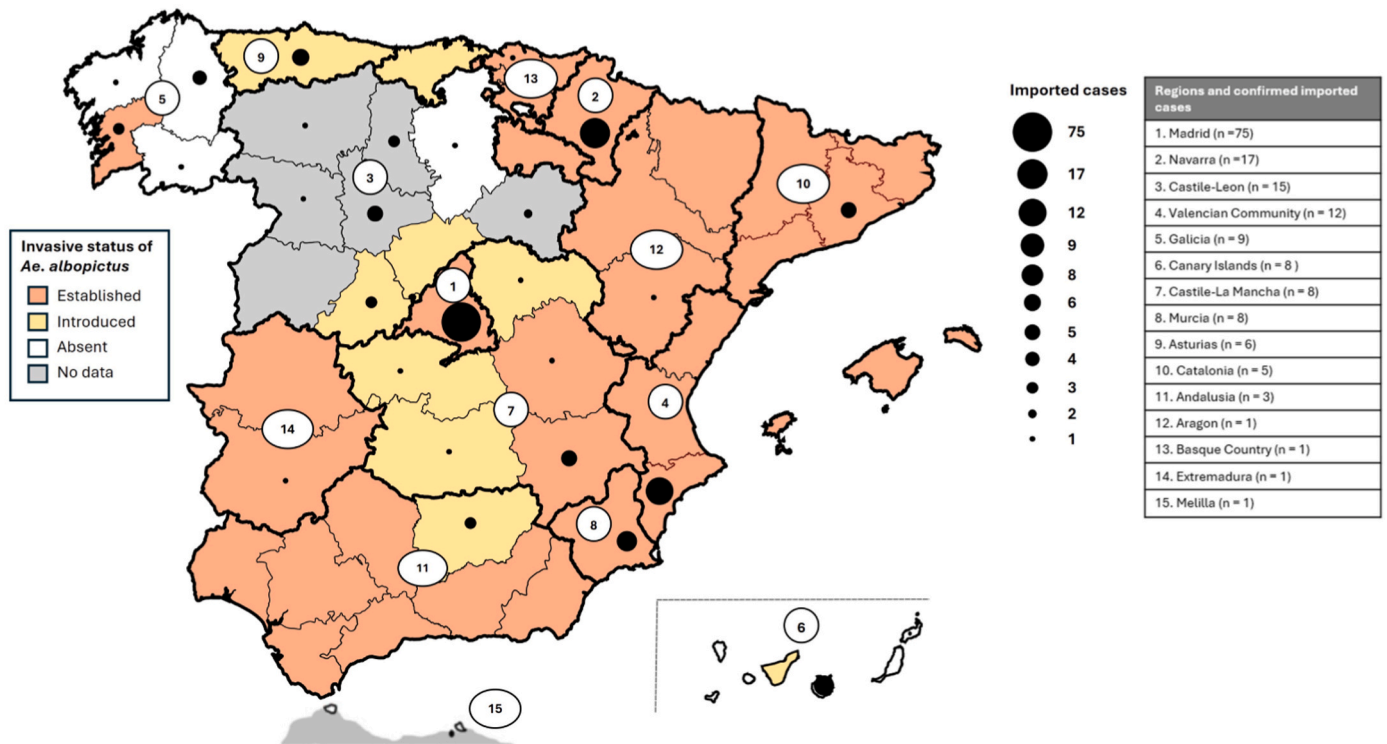 9
13
2
5
3
10
12
1
4
7
14
8
11
6
15
Invasive status of
Ae. albopictus
Established
Introduced
Absent
No data
Imported cases
75
17
12
9
8
6
5
4
3
2
1
Regions and confirmed imported
cases
1. Madrid (n =75)
2. Navarra (n =17)
3. Castile-Leon (n = 15)
4. Valencian Community (n = 12)
5. Galicia (n = 9)
6. Canary Islands (n = 8 )
7. Castile-La Mancha (n = 8)
8. Murcia (n = 8)
9. Asturias (n = 6)
10. Catalonia (n = 5)
11. Andalusia (n = 3)
12. Aragon (n = 1)
13. Basque Country (n = 1)
14. Extremadura (n = 1)
15. Melilla (n = 1)